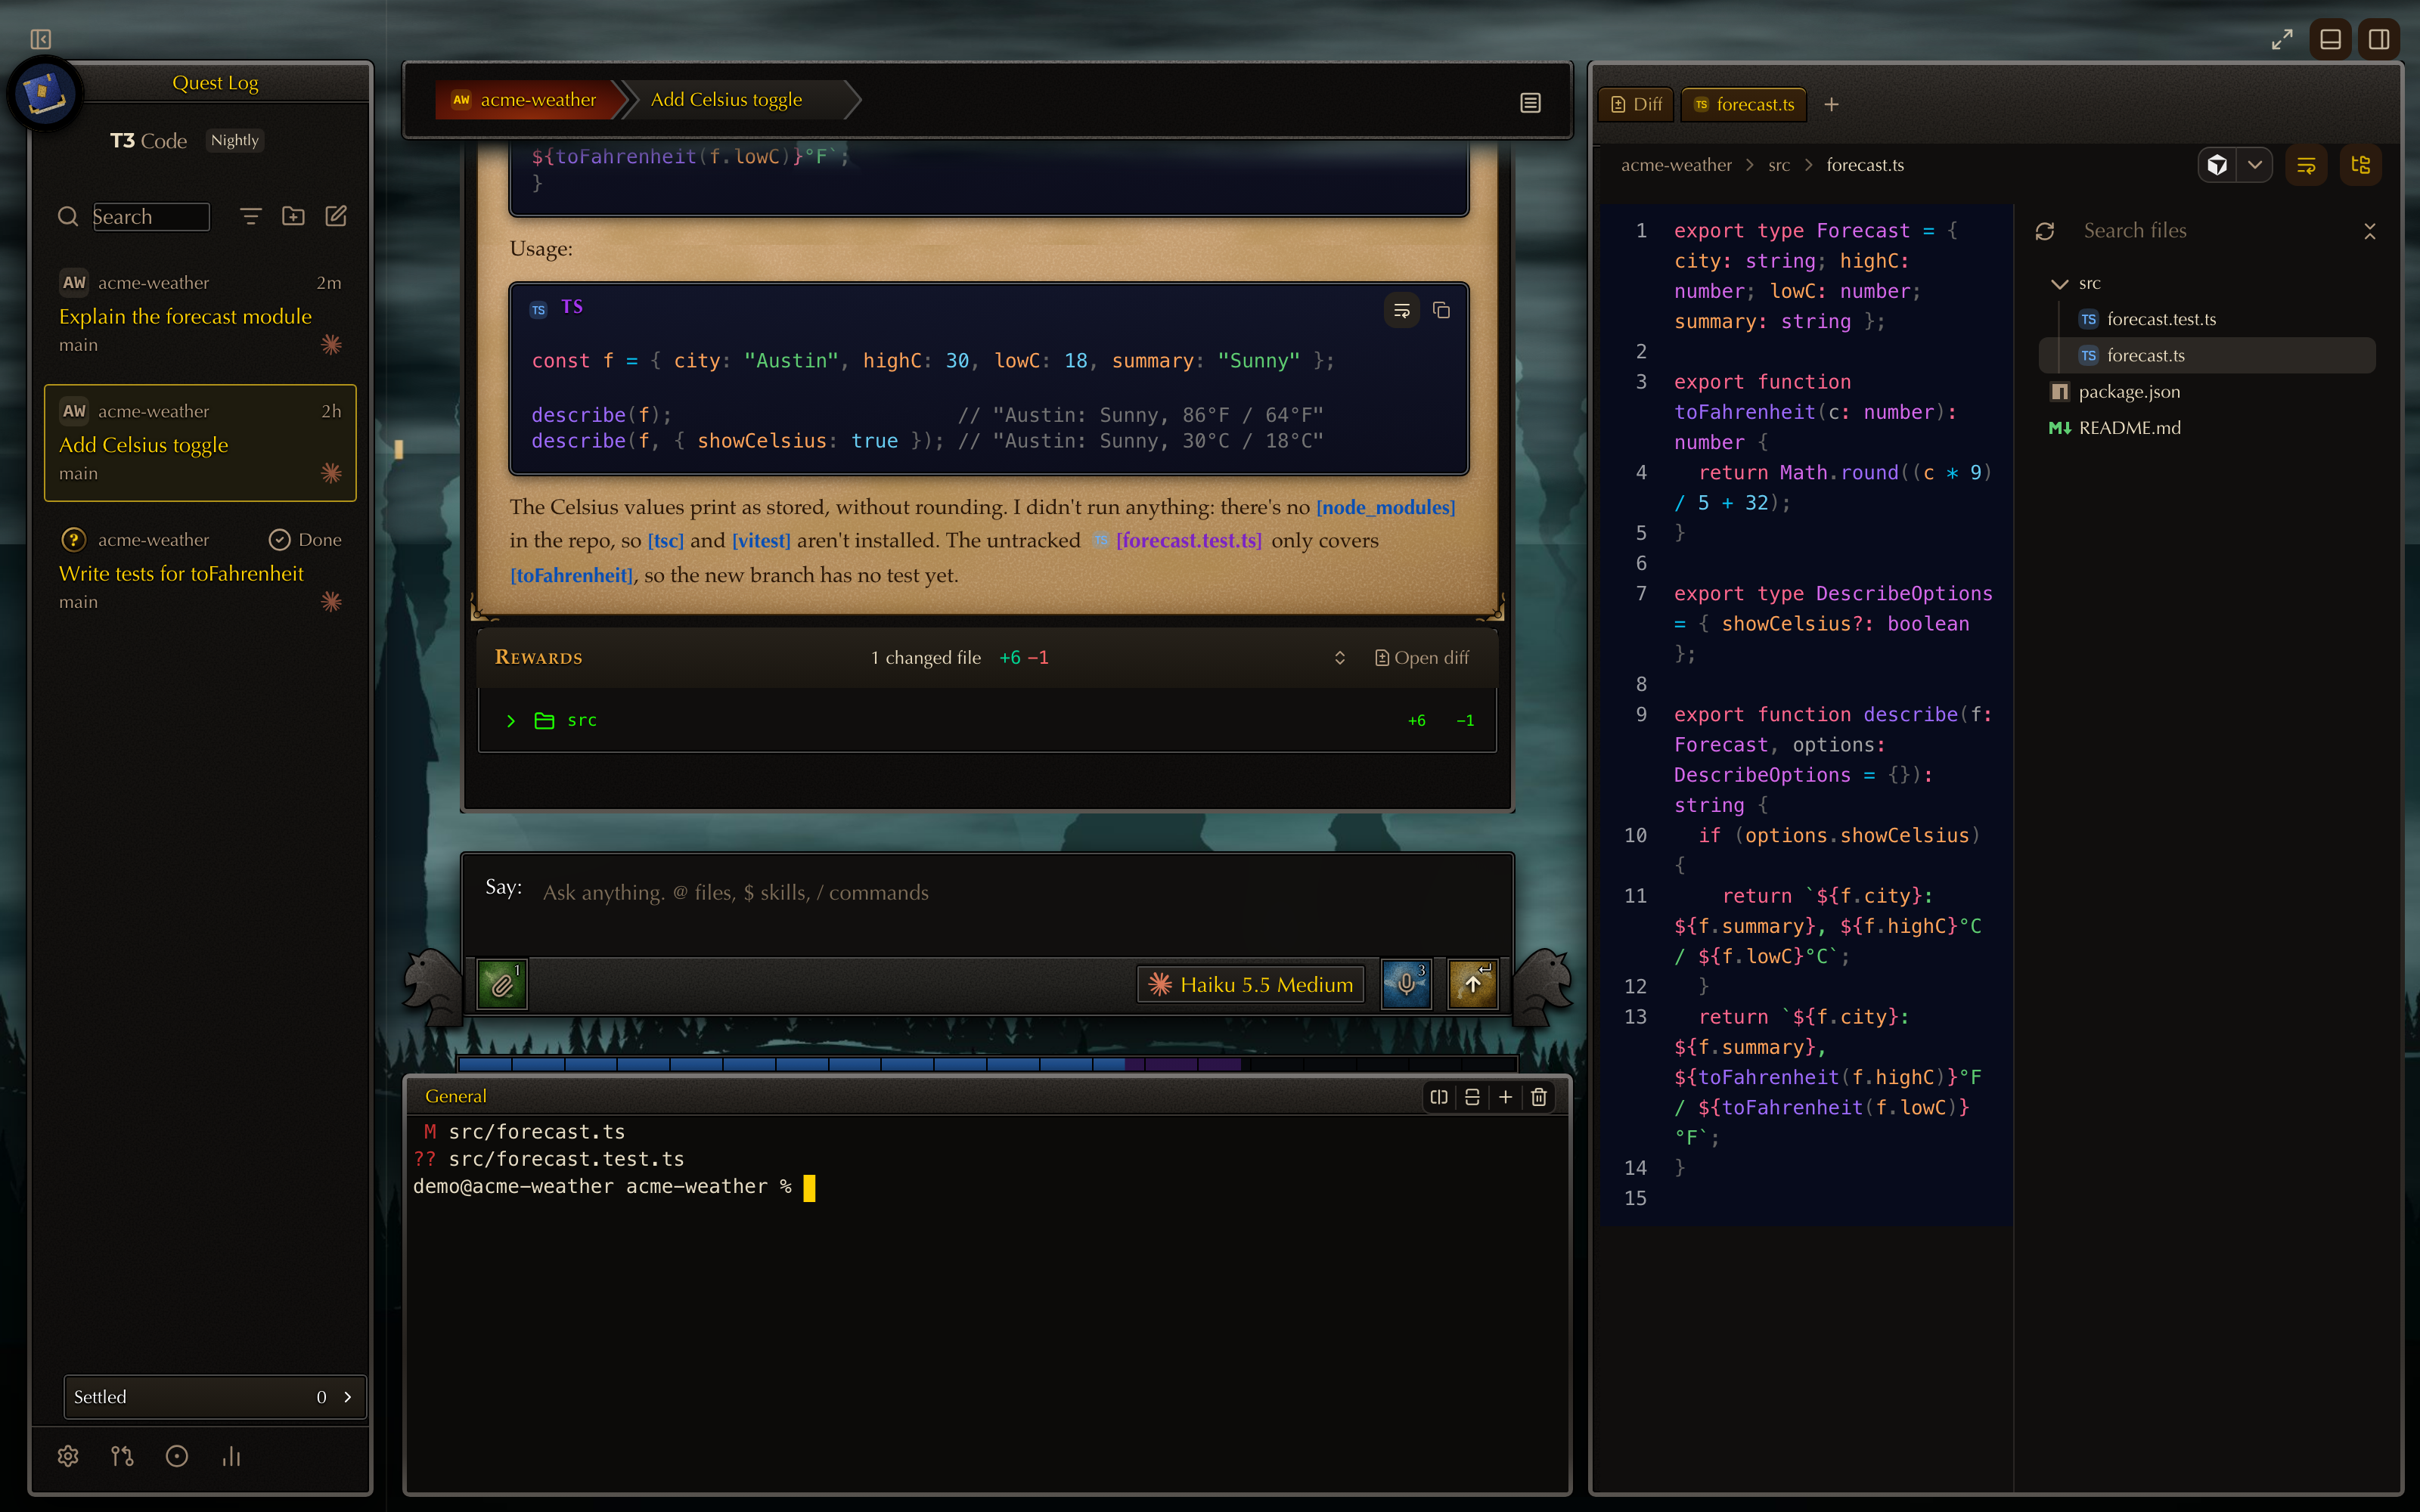 Quest Log
T3 Code Nightly
Search
AW acme-weather 2m
Explain the forecast module
main
AW acme-weather 2h
Add Celsius toggle
main
? acme-weather Done
Write tests for toFahrenheit
main
Settled 0
AW acme-weather Add Celsius toggle
${toFahrenheit(f.lowC)}°F`;
}
Usage:
TS TS
const f = { city: "Austin", highC: 30, lowC: 18, summary: "Sunny" };
describe(f); // "Austin: Sunny, 86°F / 64°F"
describe(f, { showCelsius: true }); // "Austin: Sunny, 30°C / 18°C"
The Celsius values print as stored, without rounding. I didn't run anything: there's no [node_modules]
in the repo, so [tsc] and [vitest] aren't installed. The untracked TS [forecast.test.ts] only covers
[toFahrenheit], so the new branch has no test yet.
Rewards 1 changed file +6 −1 Open diff
src +6 −1
Say: Ask anything. @ files, $ skills, / commands
1 Haiku 5.5 Medium 3
General
M src/forecast.ts
?? src/forecast.test.ts
demo@acme-weather acme-weather %
Diff TS forecast.ts
acme-weather src forecast.ts
1 export type Forecast = {
city: string; highC:
number; lowC: number;
summary: string };
2
3 export function
toFahrenheit(c: number):
number {
4 return Math.round((c * 9)
/ 5 + 32);
5 }
6
7 export type DescribeOptions
= { showCelsius?: boolean
};
8
9 export function describe(f:
Forecast, options:
DescribeOptions = {}):
string {
10 if (options.showCelsius)
{
11 return `${f.city}:
${f.summary}, ${f.highC}°C
/ ${f.lowC}°C`;
12 }
13 return `${f.city}:
${f.summary},
${toFahrenheit(f.highC)}°F
/ ${toFahrenheit(f.lowC)}
°F`;
14 }
15
Search files
src
TS forecast.test.ts
TS forecast.ts
package.json
M↓ README.md